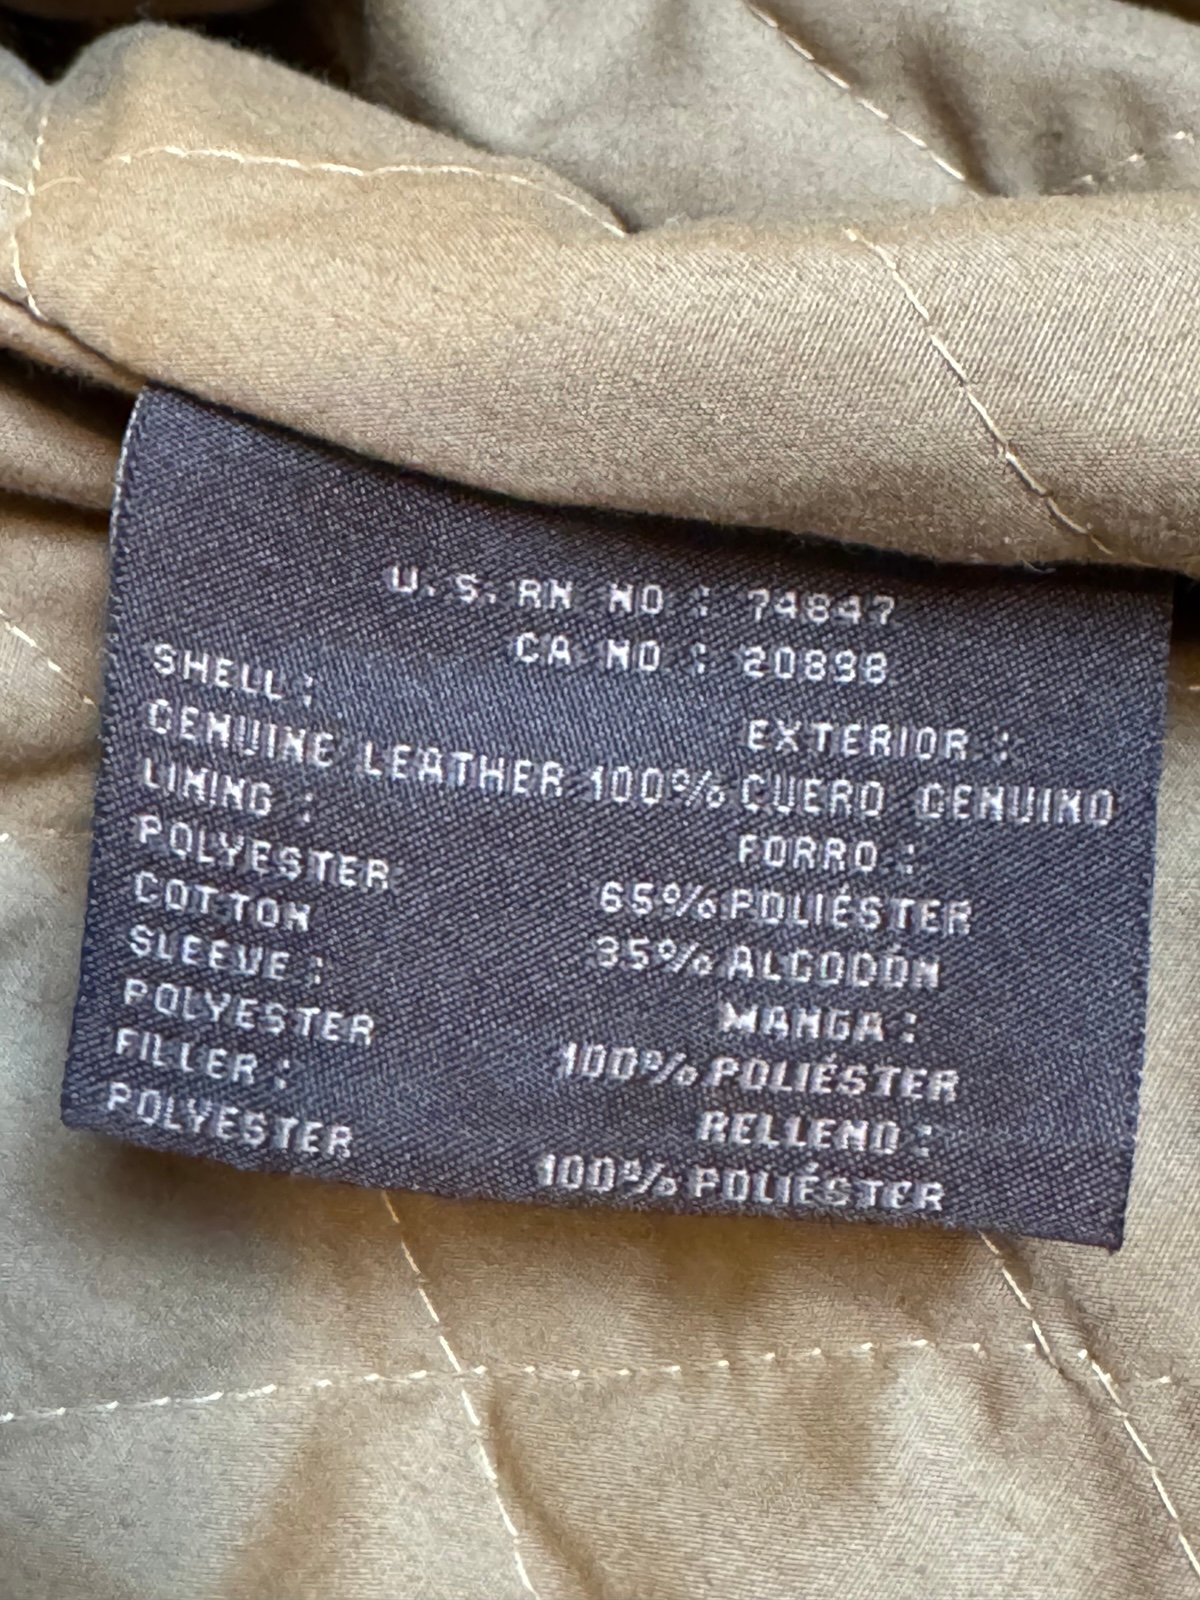 U.S. RN NO : 74847
CA NO : 20898
SHELL : EXTERIOR :
GENUINE LEATHER 100% CUERO GENUINO
LINING : FORRO :
POLYESTER 65% POLIÉSTER
COTTON 35% ALGODÓN
SLEEVE : MANGA :
POLYESTER 100% POLIÉSTER
FILLER : RELLENO :
POLYESTER 100% POLIÉSTER